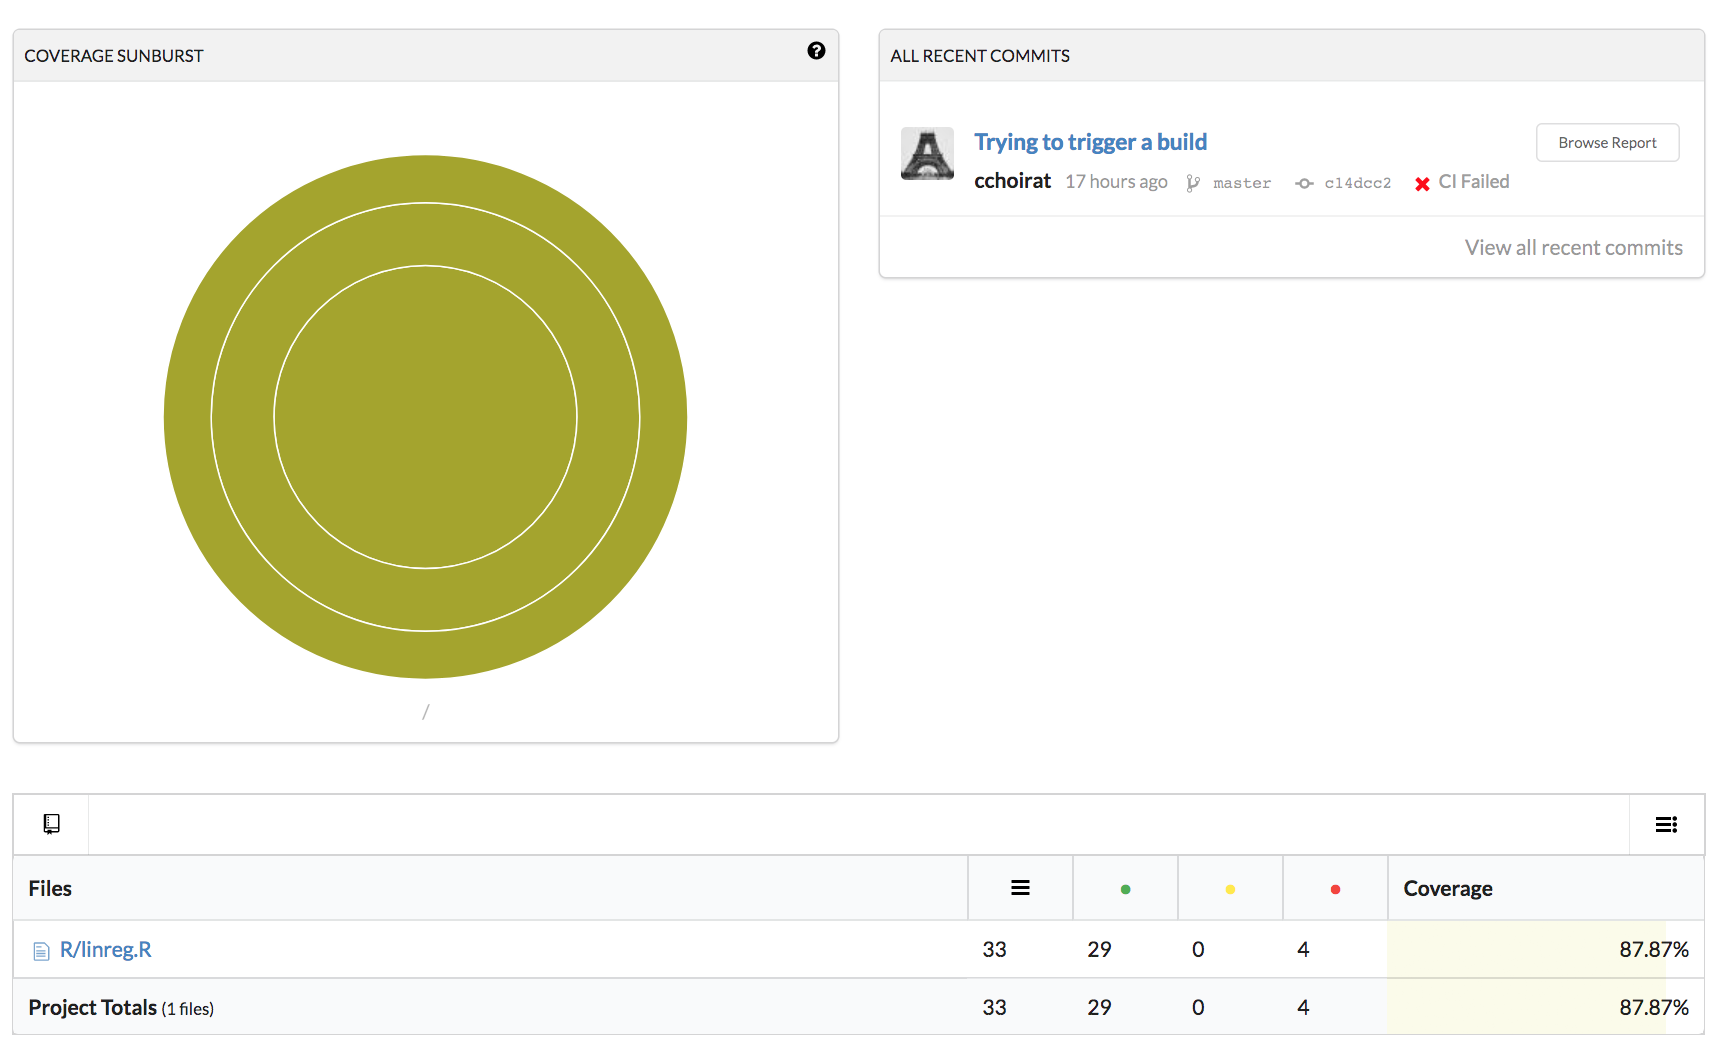 COVERAGE SUNBURST
/
ALL RECENT COMMITS
Trying to trigger a build
Browse Report
cchoirat 17 hours ago master c14dcc2 CI Failed
View all recent commits
Files Coverage
R/linreg.R 33 29 0 4 87.87%
Project Totals (1 files) 33 29 0 4 87.87%